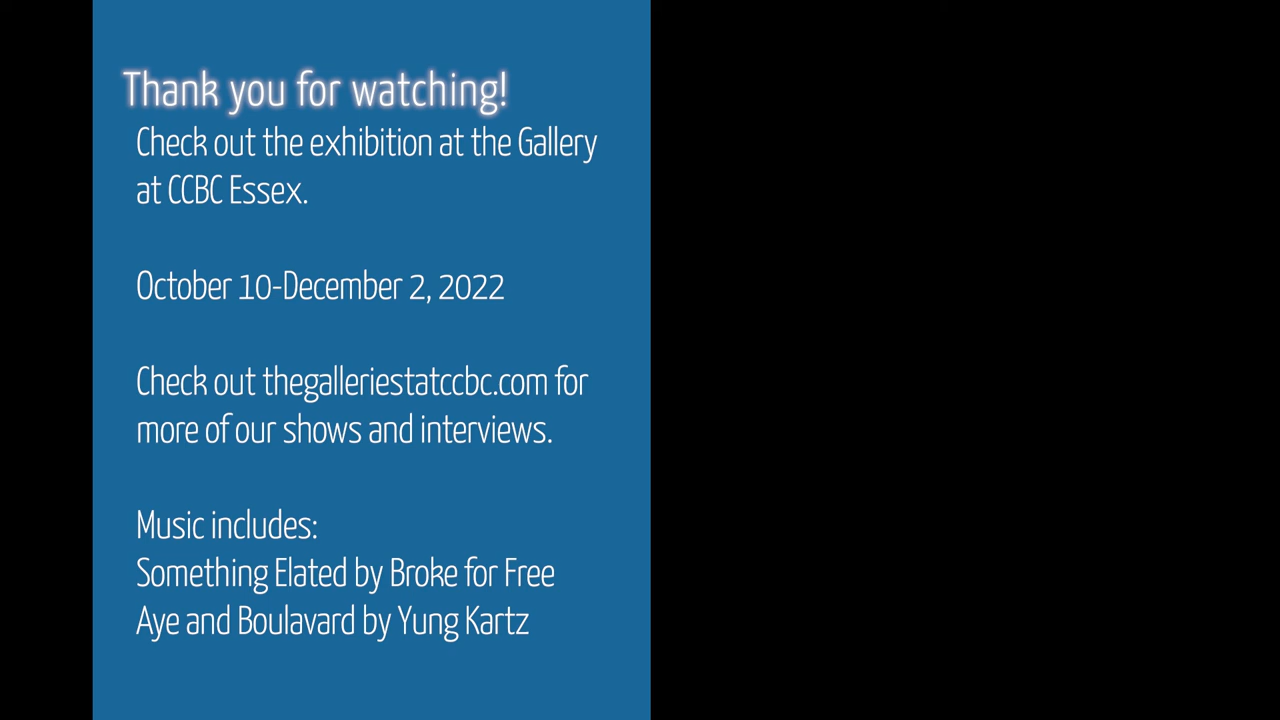 Thank you for watching!
Check out the exhibition at the Gallery
at CCBC Essex.
October 10-December 2, 2022
Check out thegalleriestatccbc.com for
more of our shows and interviews.
Music includes:
Something Elated by Broke for Free
Aye and Boulavard by Yung Kartz